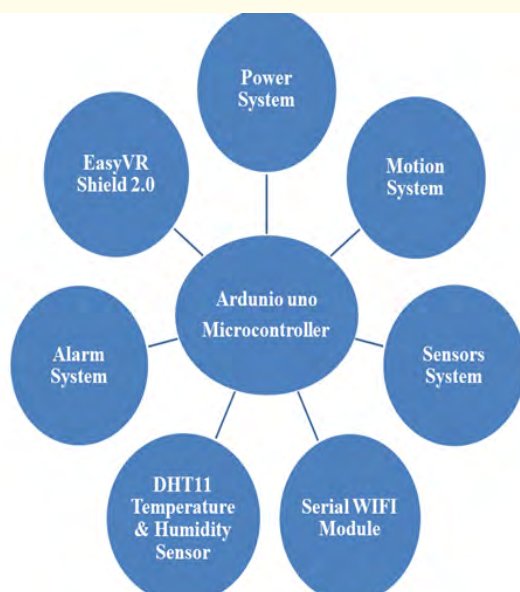 Power
System
EasyVR
Shield 2.0
Motion
System
Ardunio uno
Microcontroller
Alarm
System
Sensors
System
DHT11
Temperature
& Humidity
Sensor
Serial WIFI
Module